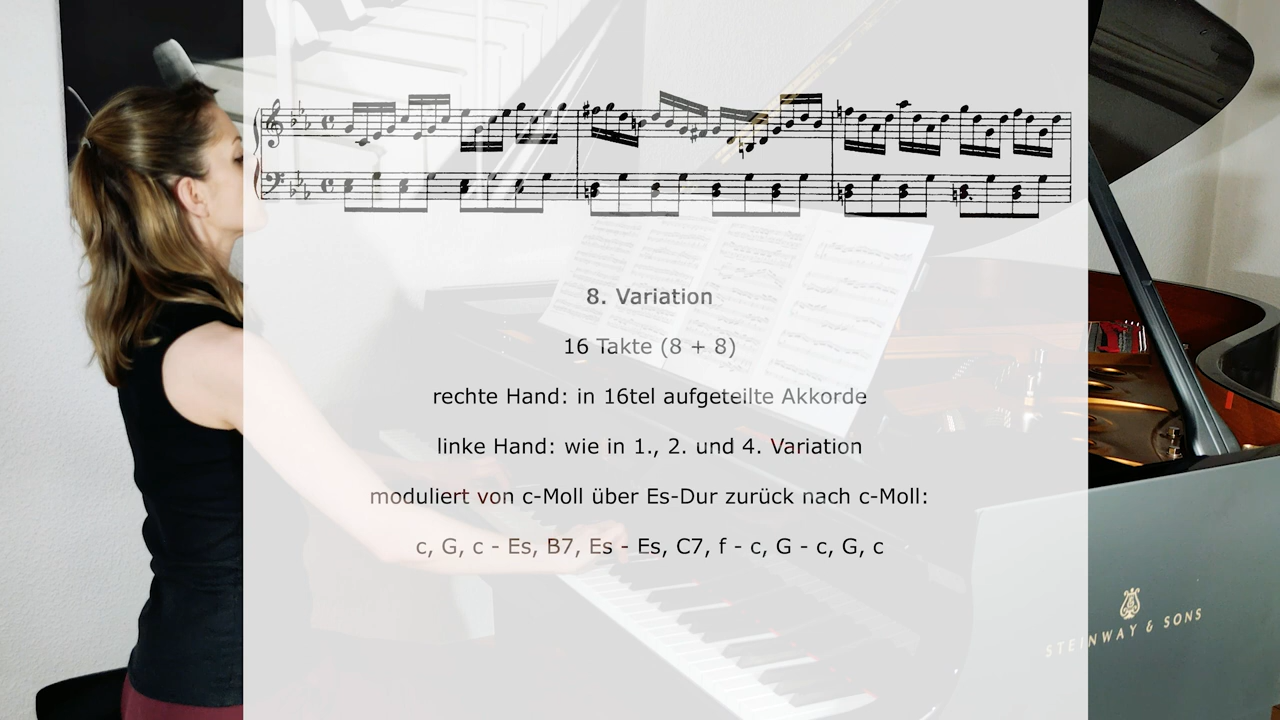 8. Variation
16 Takte (8 + 8)
rechte Hand: in 16tel aufgeteilte Akkorde
linke Hand: wie in 1., 2. und 4. Variation
moduliert von c-Moll über Es-Dur zurück nach c-Moll:
c, G, c - Es, B7, Es - Es, C7, f - c, G - c, G, c
STEINWAY & SONS